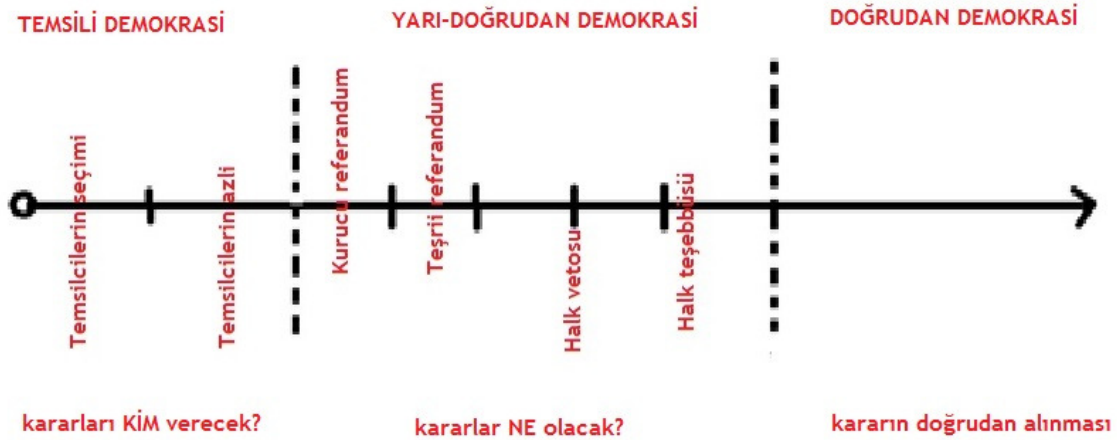 TEMSİLİ DEMOKRASİ
YARI-DOĞRUDAN DEMOKRASİ
DOĞRUDAN DEMOKRASİ
Temsilcilerin seçimi
Temsilcilerin azli
Kurucu referandum
Teşrii referandum
Halk vetosu
Halk teşebbüsü
kararları KİM verecek?
kararlar NE olacak?
kararın doğrudan alınması